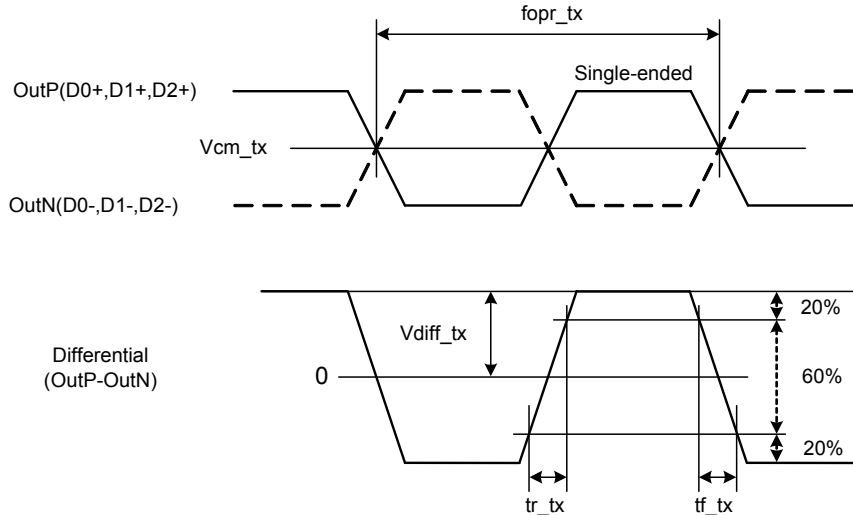 fopr_tx
OutP(D0+,D1+,D2+)
Single-ended
Vcm_tx
OutN(D0-,D1-,D2-)
20%
Vdiff_tx
Differential
(OutP-OutN)
0
60%
20%
tr_tx
tf_tx